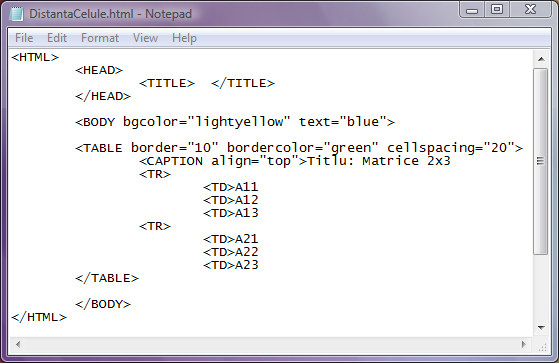 DistantaCelule.html - Notepad
File Edit Format View Help
<HTML>
<HEAD>
<TITLE>  </TITLE>
</HEAD>
<BODY bgcolor="lightyellow" text="blue">
<TABLE border="10" bordercolor="green" cellspacing="20">
<CAPTION align="top">Titlu: Matrice 2x3
<TR>
<TD>A11
<TD>A12
<TD>A13
<TR>
<TD>A21
<TD>A22
<TD>A23
</TABLE>
</BODY>
</HTML>